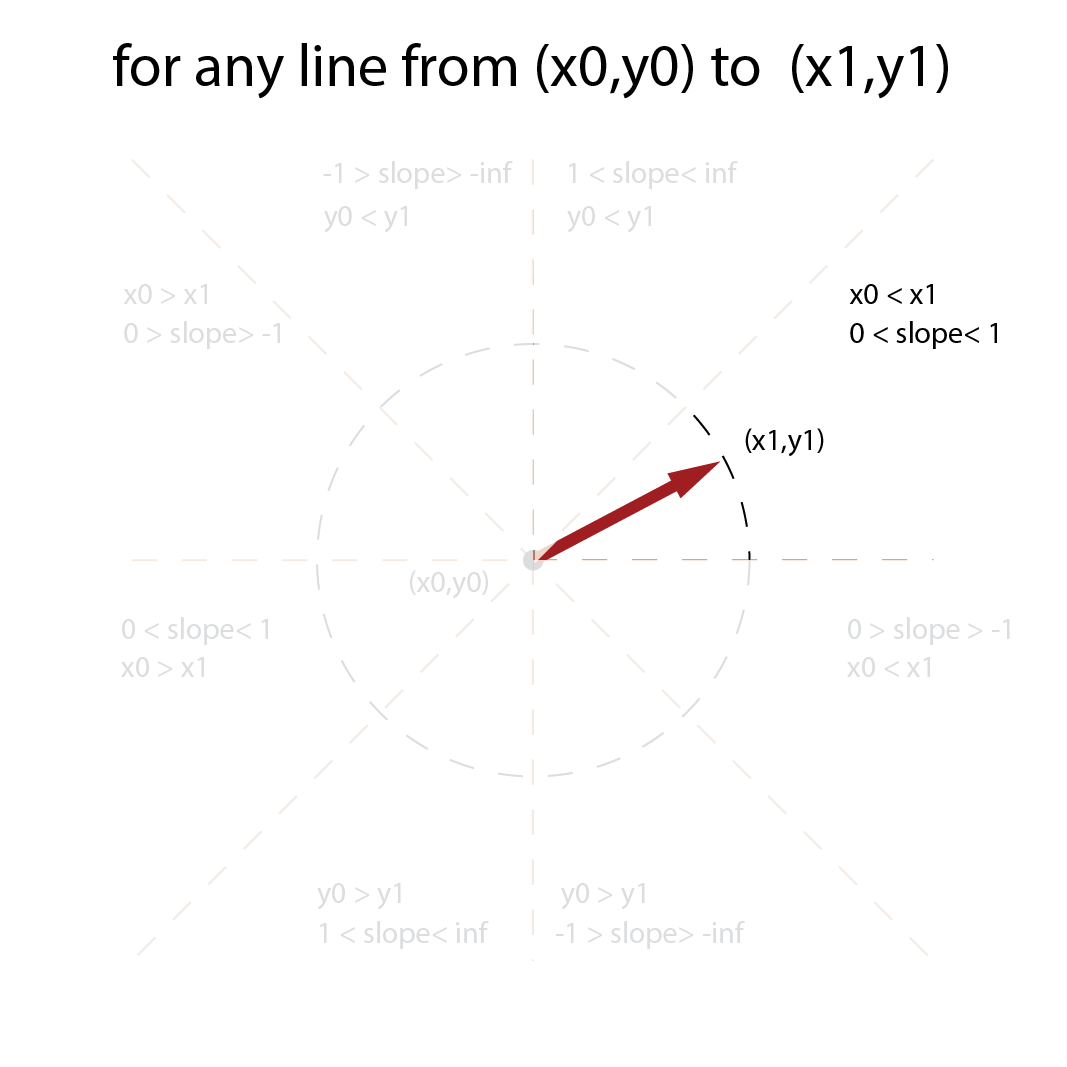 for any line from (x0,y0) to  (x1,y1)
-1 > slope> -inf
y0 < y1
1 < slope< inf
y0 < y1
x0 > x1
0 > slope> -1
x0 < x1
0 < slope< 1
(x1,y1)
(x0,y0)
0 < slope< 1
x0 > x1
0 > slope > -1
x0 < x1
y0 > y1
1 < slope< inf
y0 > y1
-1 > slope> -inf